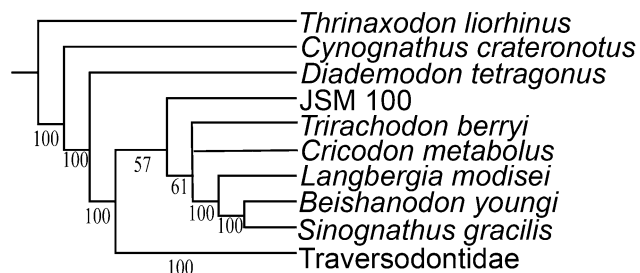 Thrinaxodon liorhinus
Cynognathus crateronotus
Diademodon tetragonus
JSM 100
Trirachodon berryi
Cricodon metabolus
Langbergia modisei
Beishanodon youngi
Sinognathus gracilis
Traversodontidae
100
100
57
61
100
100
100
100